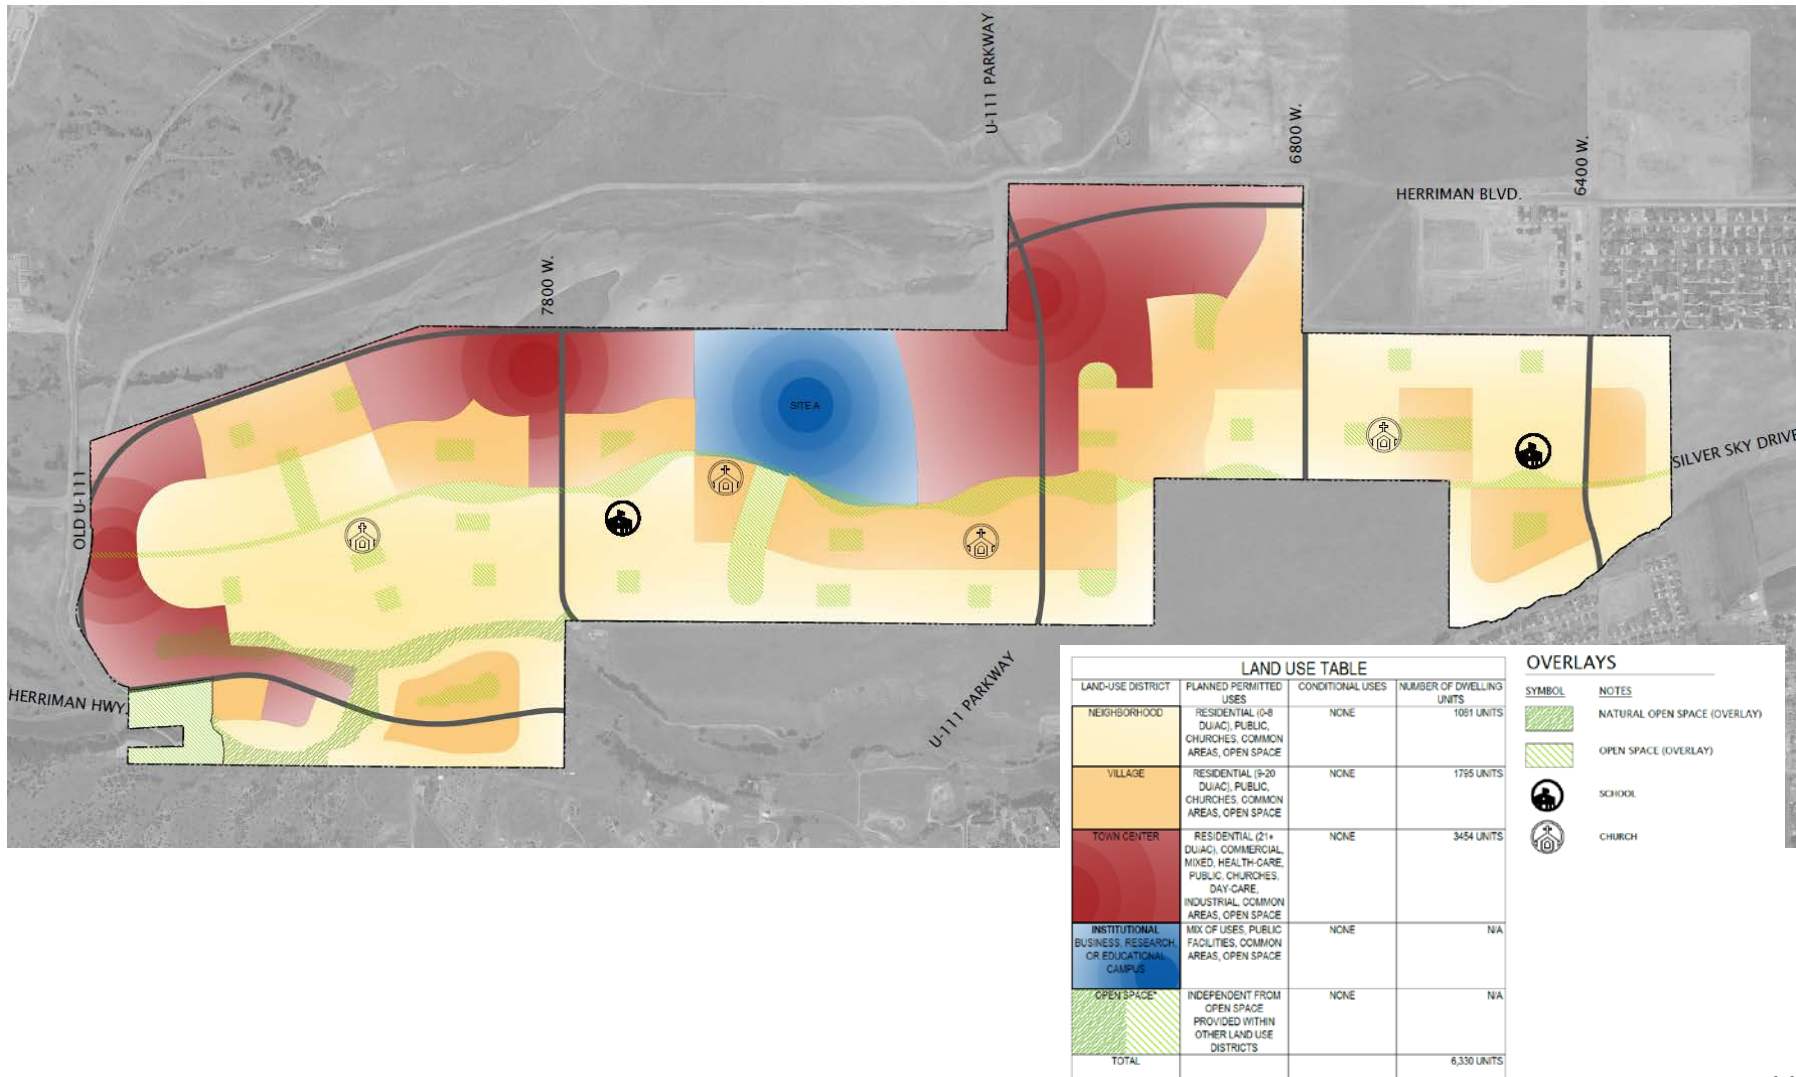 U-111 PARKWAY
6800 W.
6400 W.
HERRIMAN BLVD.
7800 W.
SITE A
OLD U-111
SILVER SKY DRIVE
HERRIMAN HWY.
U-111 PARKWAY
LAND USE TABLE
LAND-USE DISTRICT
PLANNED PERMITTED
USES
CONDITIONAL USES
NUMBER OF DWELLING
UNITS
NEIGHBORHOOD
RESIDENTIAL (0-8
DU/AC), PUBLIC,
CHURCHES, COMMON
AREAS, OPEN SPACE
NONE
1081 UNITS
VILLAGE
RESIDENTIAL (9-20
DU/AC), PUBLIC,
CHURCHES, COMMON
AREAS, OPEN SPACE
NONE
1795 UNITS
TOWN CENTER
RESIDENTIAL (21+
DU/AC), COMMERCIAL,
MIXED, HEALTH-CARE,
PUBLIC, CHURCHES,
DAY-CARE,
INDUSTRIAL, COMMON
AREAS, OPEN SPACE
NONE
3454 UNITS
INSTITUTIONAL
BUSINESS, RESEARCH,
OR EDUCATIONAL
CAMPUS
MIX OF USES, PUBLIC
FACILITIES, COMMON
AREAS, OPEN SPACE
NONE
N/A
OPEN SPACE*
INDEPENDENT FROM
OPEN SPACE
PROVIDED WITHIN
OTHER LAND USE
DISTRICTS
NONE
N/A
TOTAL
6,330 UNITS
OVERLAYS
SYMBOL
NOTES
NATURAL OPEN SPACE (OVERLAY)
OPEN SPACE (OVERLAY)
SCHOOL
CHURCH